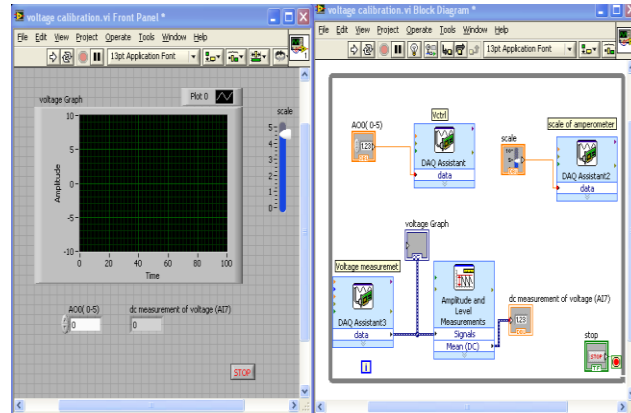 voltage calibration.vi Front Panel *
File Edit View Project Operate Tools Window Help
13pt Application Font
1
voltage Graph
Plot 0
Amplitude
10
5
0
-5
-10
0 20 40 60 80 100
Time
scale
5
4
3
2
1
0
AO0( 0-5)
0
dc measurement of voltage (AI7)
0
STOP
voltage calibration.vi Block Diagram *
File Edit View Project Operate Tools Window Help
13pt Application Font
Vctrl
AO0( 0-5)
123
DAQ Assistant
data
scale
scale of amperometer
DAQ Assistant2
data
voltage Graph
Voltage measuremet
DAQ Assistant3
data
Amplitude and
Level
Measurements
Signals
Mean (DC)
dc measurement of voltage (AI7)
123
stop
STOP
TF
i